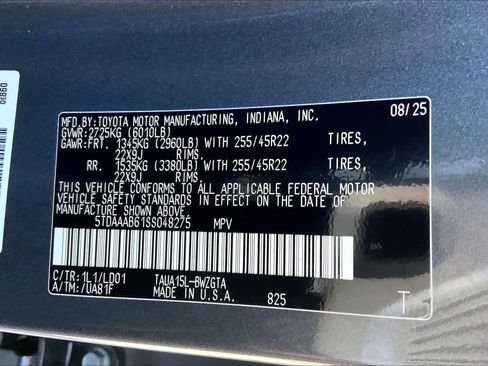 MFD.BY:TOYOTA MOTOR MANUFACTURING, INDIANA, INC. 08/25
GVWR:2725KG (6010LB)
GAWR:FRT. 1345KG (2960LB) WITH 255/45R22 TIRES,
22X9J RIMS.
RR. 1535KG (3380LB) WITH 255/45R22 TIRES,
22X9J RIMS.
THIS VEHICLE CONFORMS TO ALL APPLICABLE FEDERAL MOTOR
VEHICLE SAFETY STANDARDS IN EFFECT ON THE DATE OF
MANUFACTURE SHOWN ABOVE.
5TDAAAB61SS048275 MPV
C/TR:1L1/LD01 TAUA15L-BWZGTA
A/TM:/UA81F MADE IN U.S.A. 825 T